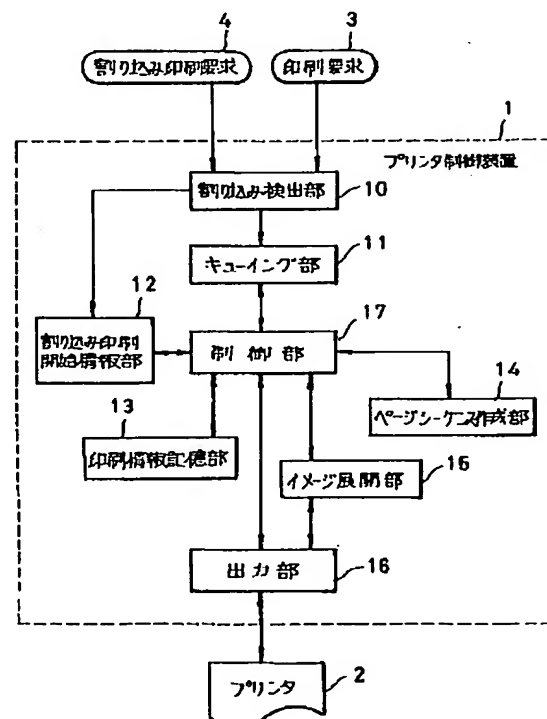 4
3
割り込み印刷要求
印刷要求
1
プリンタ制御装置
割り込み検出部
10
11
キューイング部
12
17
割り込み印刷
開始情報部
制御部
14
ページシーケンス作成部
13
印刷情報記憶部
イメージ展開部
15
出力部
16
プリンタ
2